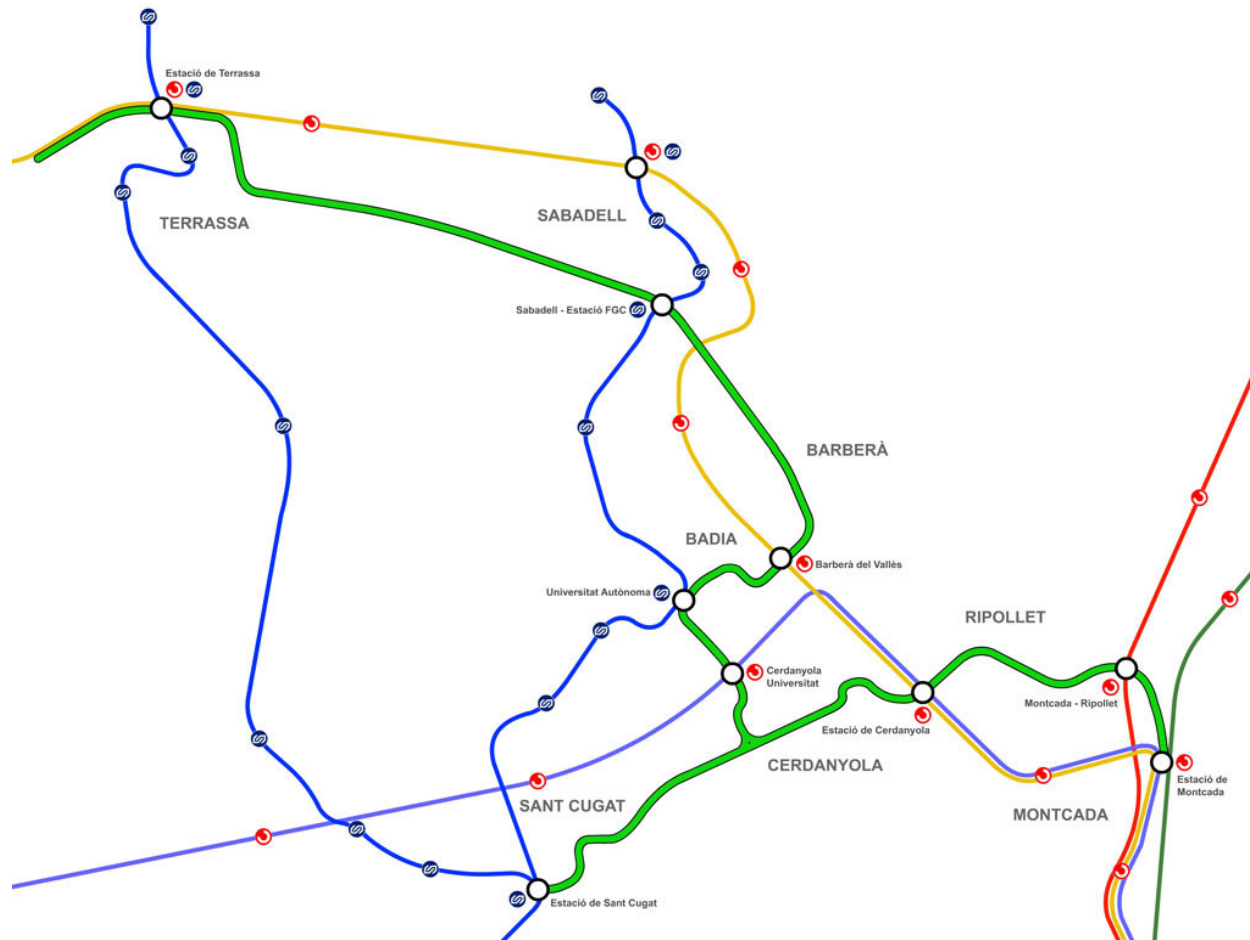 Estació de Terrassa
TERRASSA
SABADELL
Sabadell - Estació FGC
BARBERÀ
BADIA
Barberà del Vallès
Universitat Autònoma
RIPOLLET
Cerdanyola
Universitat
Montcada - Ripollet
Estació de Cerdanyola
CERDANYOLA
Estació de
Montcada
SANT CUGAT
MONTCADA
Estació de Sant Cugat